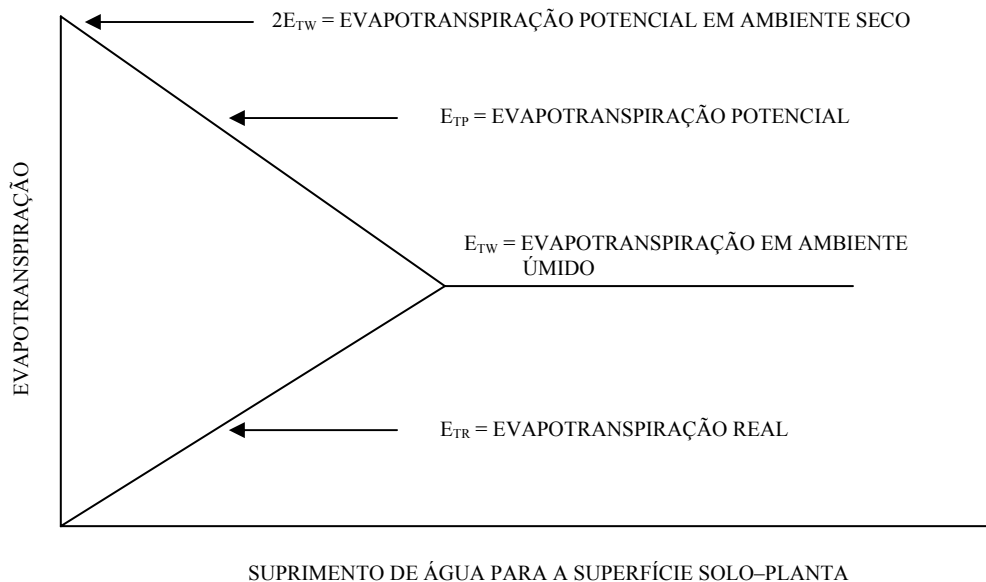 2E_TW = EVAPOTRANSPIRAÇÃO POTENCIAL EM AMBIENTE SECO
E_TP = EVAPOTRANSPIRAÇÃO POTENCIAL
E_TW = EVAPOTRANSPIRAÇÃO EM AMBIENTE
ÚMIDO
EVAPOTRANSPIRAÇÃO
E_TR = EVAPOTRANSPIRAÇÃO REAL
SUPRIMENTO DE ÁGUA PARA A SUPERFÍCIE SOLO–PLANTA